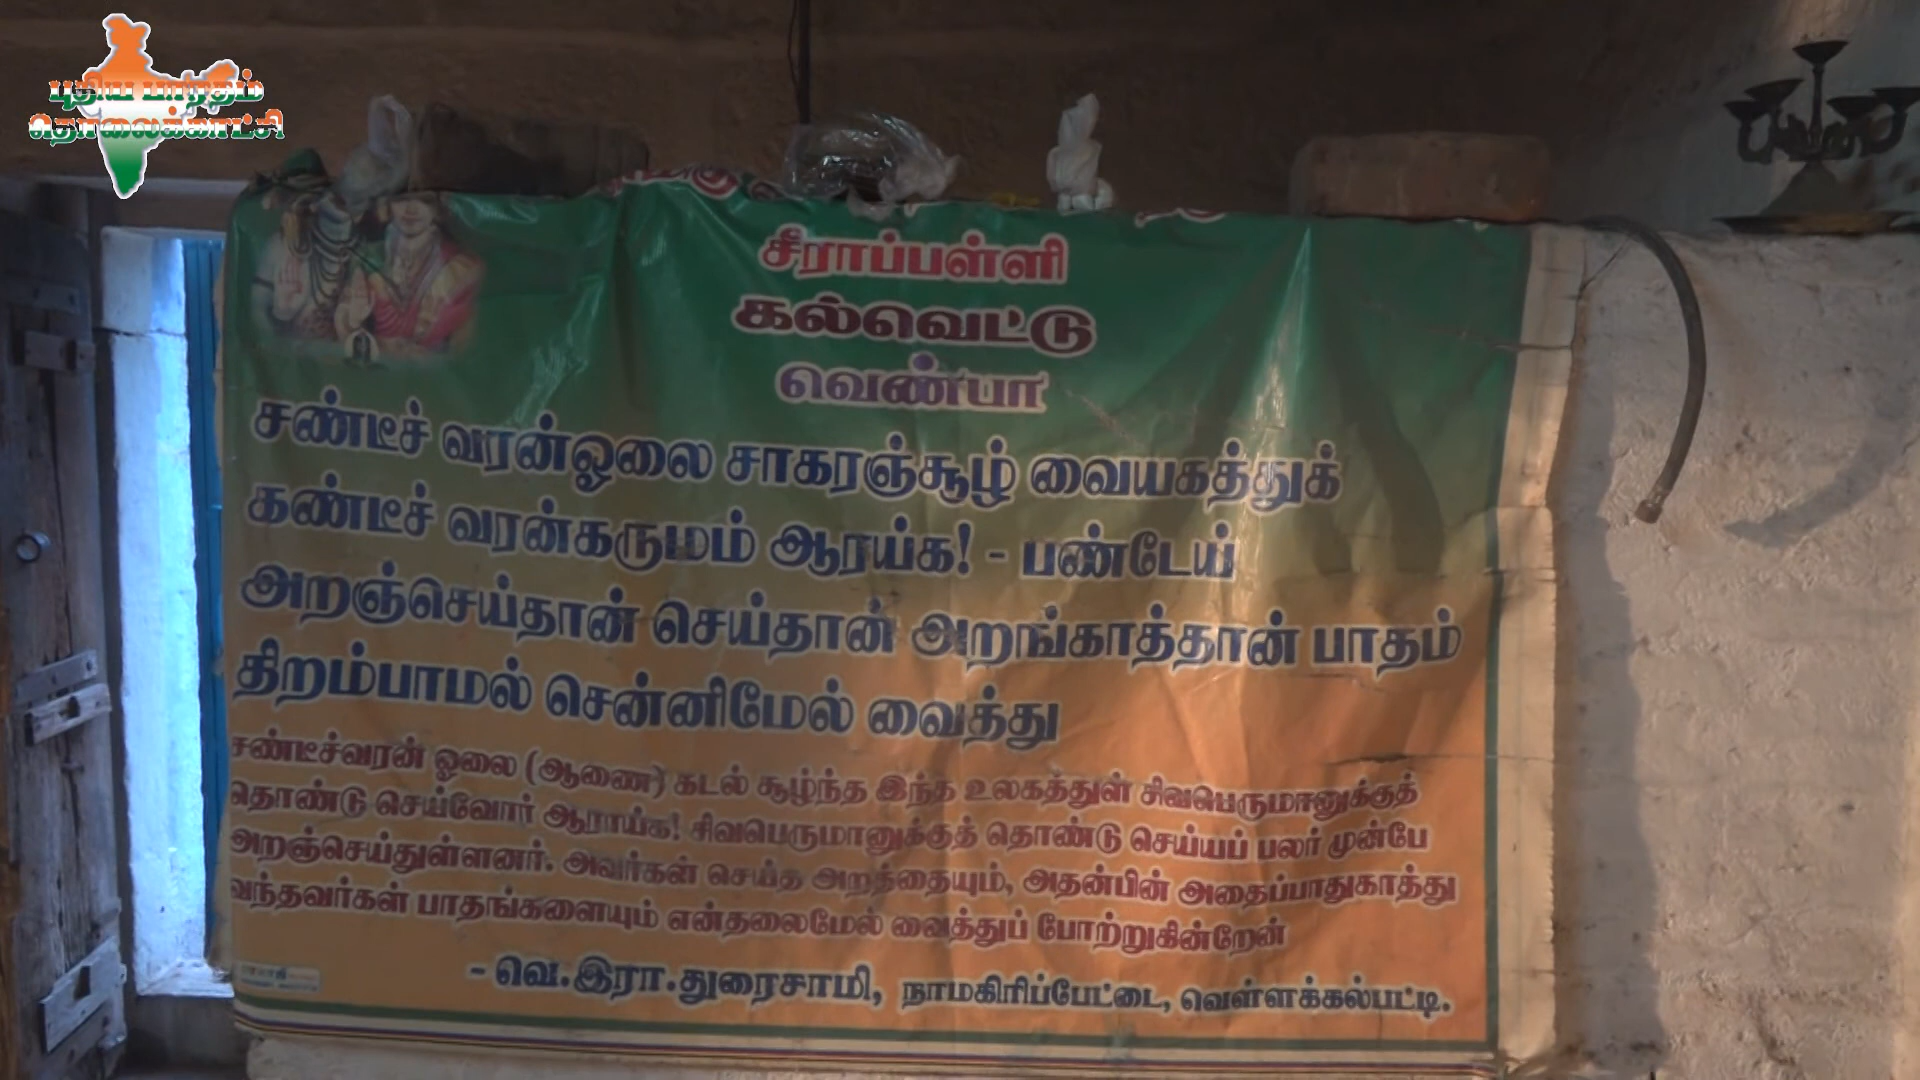 புதிய பாரதம்
தொலைக்காட்சி
சீராப்பள்ளி
கல்வெட்டு
வெண்பா
சண்டீச் வரன்ஓலை சாகரஞ்சூழ் வையகத்துக்
கண்டீச் வரன்கருமம் ஆரய்க! - பண்டேய்
அறஞ்செய்தான் செய்தான் அறங்காத்தான் பாதம்
திறம்பாமல் சென்னிமேல் வைத்து
சண்டீச்வரன் ஓலை (ஆணை) கடல் சூழ்ந்த இந்த உலகத்துள் சிவபெருமானுக்குத்
தொண்டு செய்வோர் ஆராய்க! சிவபெருமானுக்குத் தொண்டு செய்யப் பலர் முன்பே
அறஞ்செய்துள்ளனர். அவர்கள் செய்த அறத்தையும், அதன்பின் அதைப்பாதுகாத்து
வந்தவர்கள் பாதங்களையும் என்தலைமேல் வைத்துப் போற்றுகின்றேன்
- வெ.இரா.துரைசாமி, நாமகிரிப்பேட்டை, வெள்ளக்கல்பட்டி.